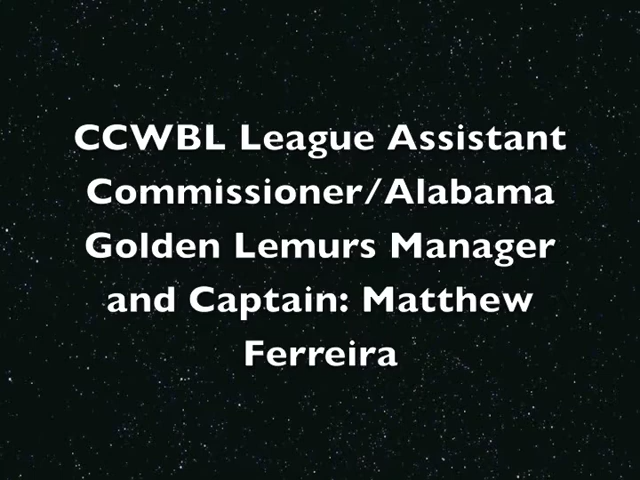 CCWBL League Assistant
Commissioner/Alabama
Golden Lemurs Manager
and Captain: Matthew
Ferreira